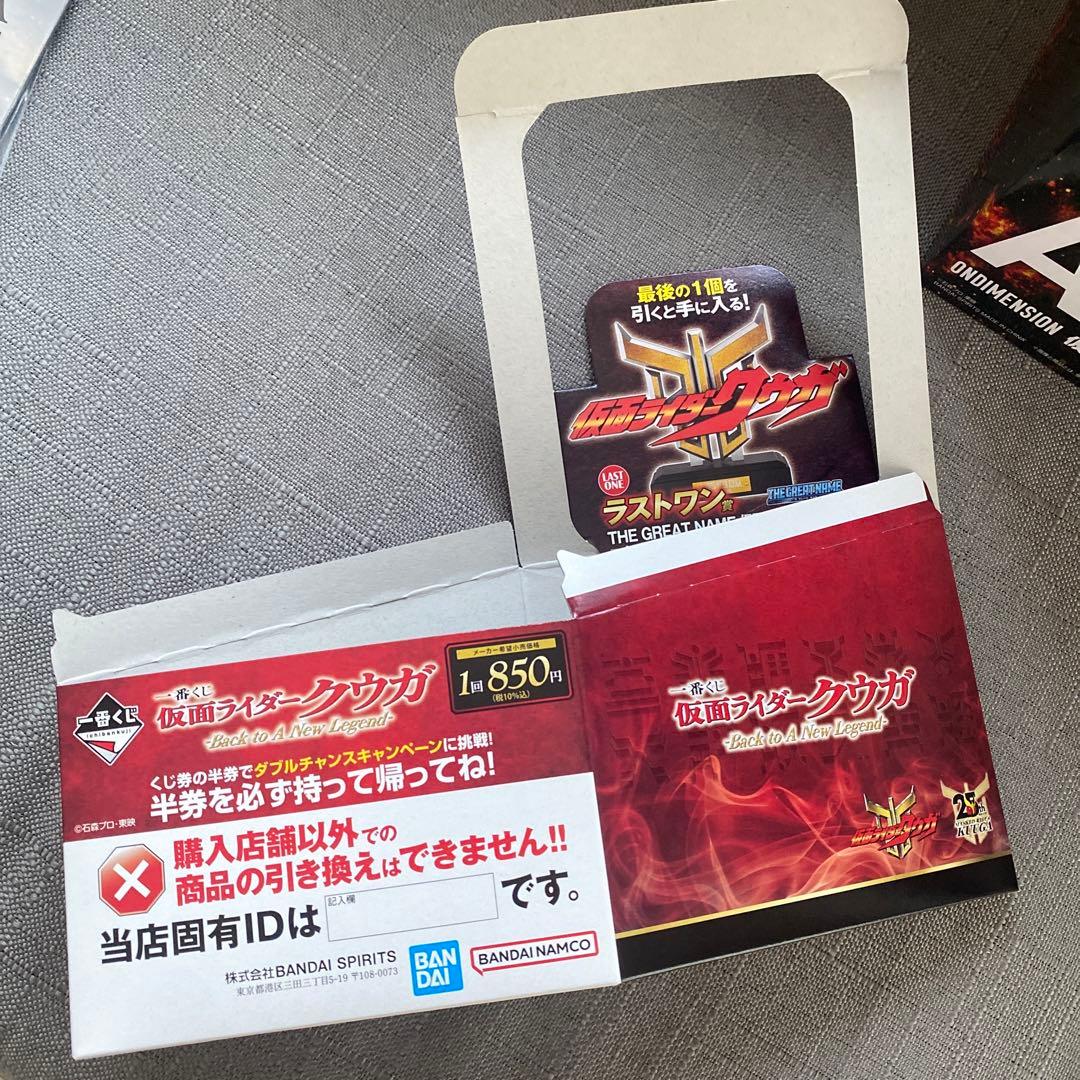 最後の1個を
引くと手に入る!
仮面ライダークウガ
LAST
ONE
ラストワン賞
THE GREAT NAME
THE GREAT NAME
ONDIMENSION
メーカー希望小売価格
1回850円
(税10%込)
一番くじ
ichibankuji
一番くじ
仮面ライダークウガ
-Back to A New Legend-
くじ券の半券でダブルチャンスキャンペーンに挑戦!
半券を必ず持って帰ってね!
©石森プロ・東映
購入店舗以外での
商品の引き換えはできません!!
当店固有IDは
記入欄
です。
株式会社BANDAI SPIRITS
東京都港区三田三丁目5-19 〒108-0073
BAN
DAI
BANDAI NAMCO
一番くじ
仮面ライダークウガ
-Back to A New Legend-
仮面ライダークウガ
25
KUUGA